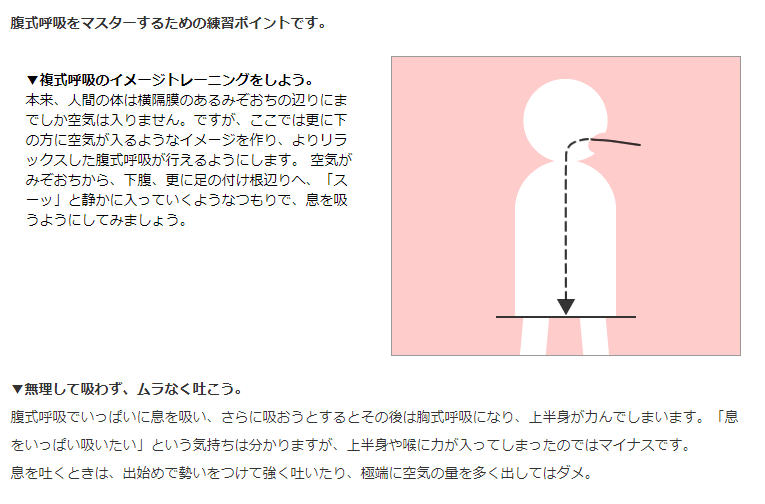 腹式呼吸をマスターするための練習ポイントです。
▼複式呼吸のイメージトレーニングをしよう。
本来、人間の体は横隔膜のあるみぞおちの辺りにま
でしか空気は入りません。ですが、ここでは更に下
の方に空気が入るようなイメージを作り、よりリラ
ックスした腹式呼吸が行えるようにします。 空気が
みぞおちから、下腹、更に足の付け根辺りへ、「ス
ーッ」と静かに入っていくようなつもりで、息を吸
うようにしてみましょう。
▼無理して吸わず、ムラなく吐こう。
腹式呼吸でいっぱいに息を吸い、さらに吸おうとするとその後は胸式呼吸になり、上半身が力んでしまいます。「息
をいっぱい吸いたい」という気持ちは分かりますが、上半身や喉に力が入ってしまったのではマイナスです。
息を吐くときは、出始めで勢いをつけて強く吐いたり、極端に空気の量を多く出してはダメ。